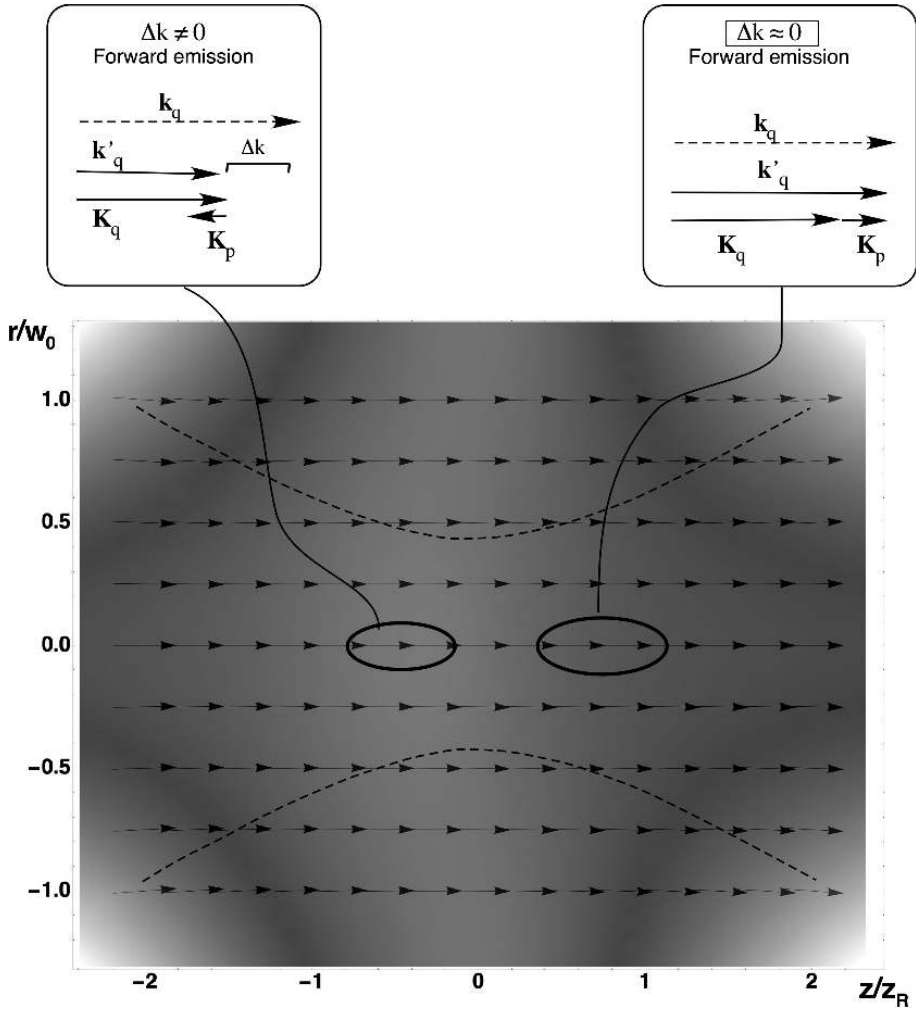 Δk ≠ 0
Forward emission
k_q
k'_q
Δk
K_q
K_p
Δk ≈ 0
Forward emission
k_q
k'_q
K_q
K_p
r/w_0
1.0
0.5
0.0
−0.5
−1.0
−2
−1
0
1
2
z/z_R